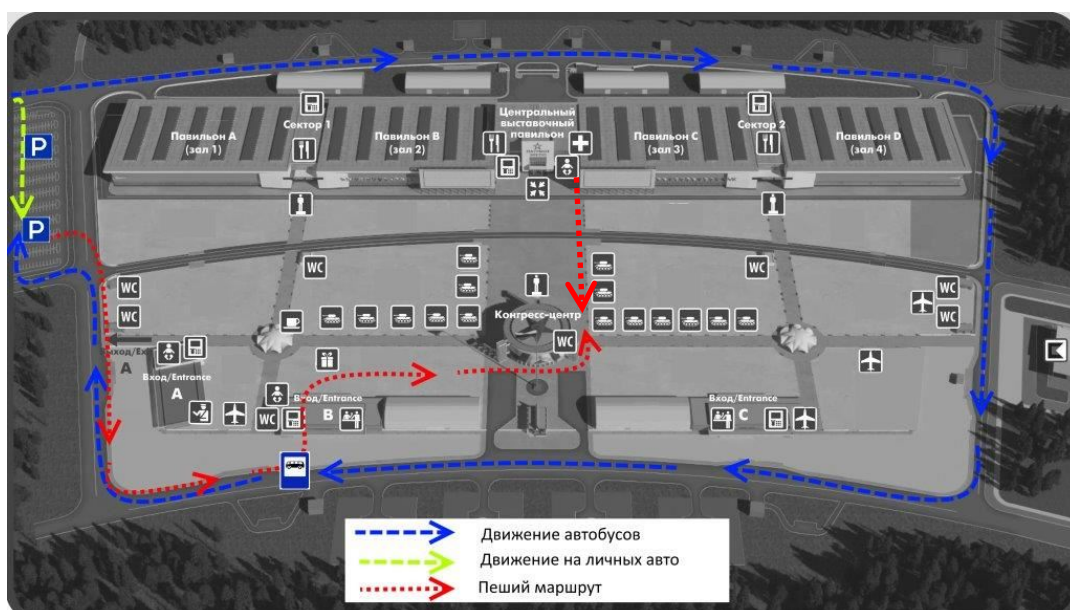 Центральный
выставочный
павильон
Павильон А
(зал 1)
Сектор 1
Павильон В
(зал 2)
Павильон С
(зал 3)
Сектор 2
Павильон D
(зал 4)
P
P
WC
WC
WC
WC
WC
WC
Конгресс-центр
WC
Выход/Exit
A
Вход/Entrance
A
Вход/Entrance
B
WC
Вход/Entrance
C
Движение автобусов
Движение на личных авто
Пеший маршрут